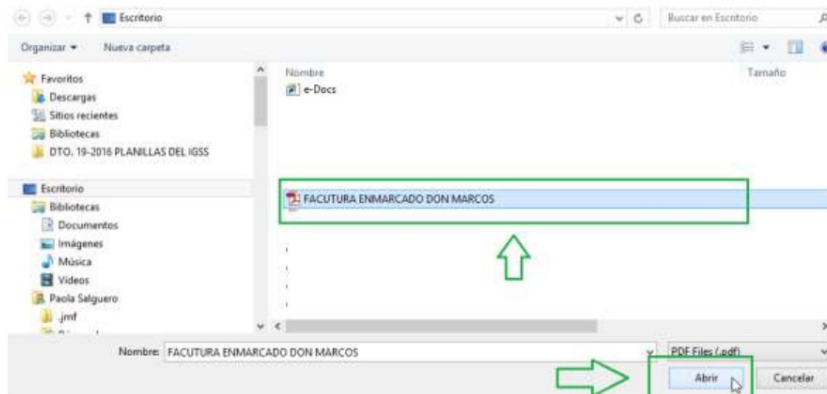 Escritorio
Buscar en Escritorio
Organizar
Nueva carpeta
Favoritos
Descargas
Sitios recientes
Bibliotecas
DTO. 19-2016 PLANILLAS DEL IGSS
Escritorio
Bibliotecas
Documentos
Imágenes
Música
Vídeos
Paola Salguero
.jmf
Nombre
Tamaño
e-Docs
FACUTURA ENMARCADO DON MARCOS
Nombre: FACUTURA ENMARCADO DON MARCOS
PDF Files (.pdf)
Abrir
Cancelar